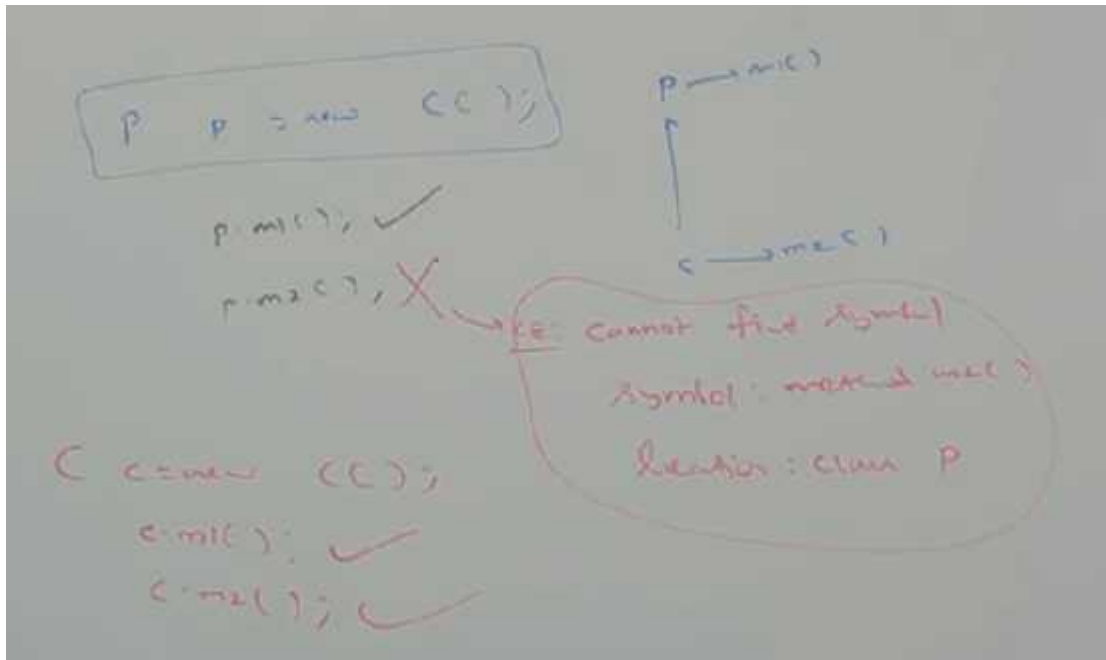 P p = new C( );
p.m1( ); ✓
p.m2( ); X
P → m1( )
C → m2( )
CE: Cannot find symbol
symbol: method m2( )
location: class P
C c = new C( );
c.m1( ); ✓
c.m2( ); ✓